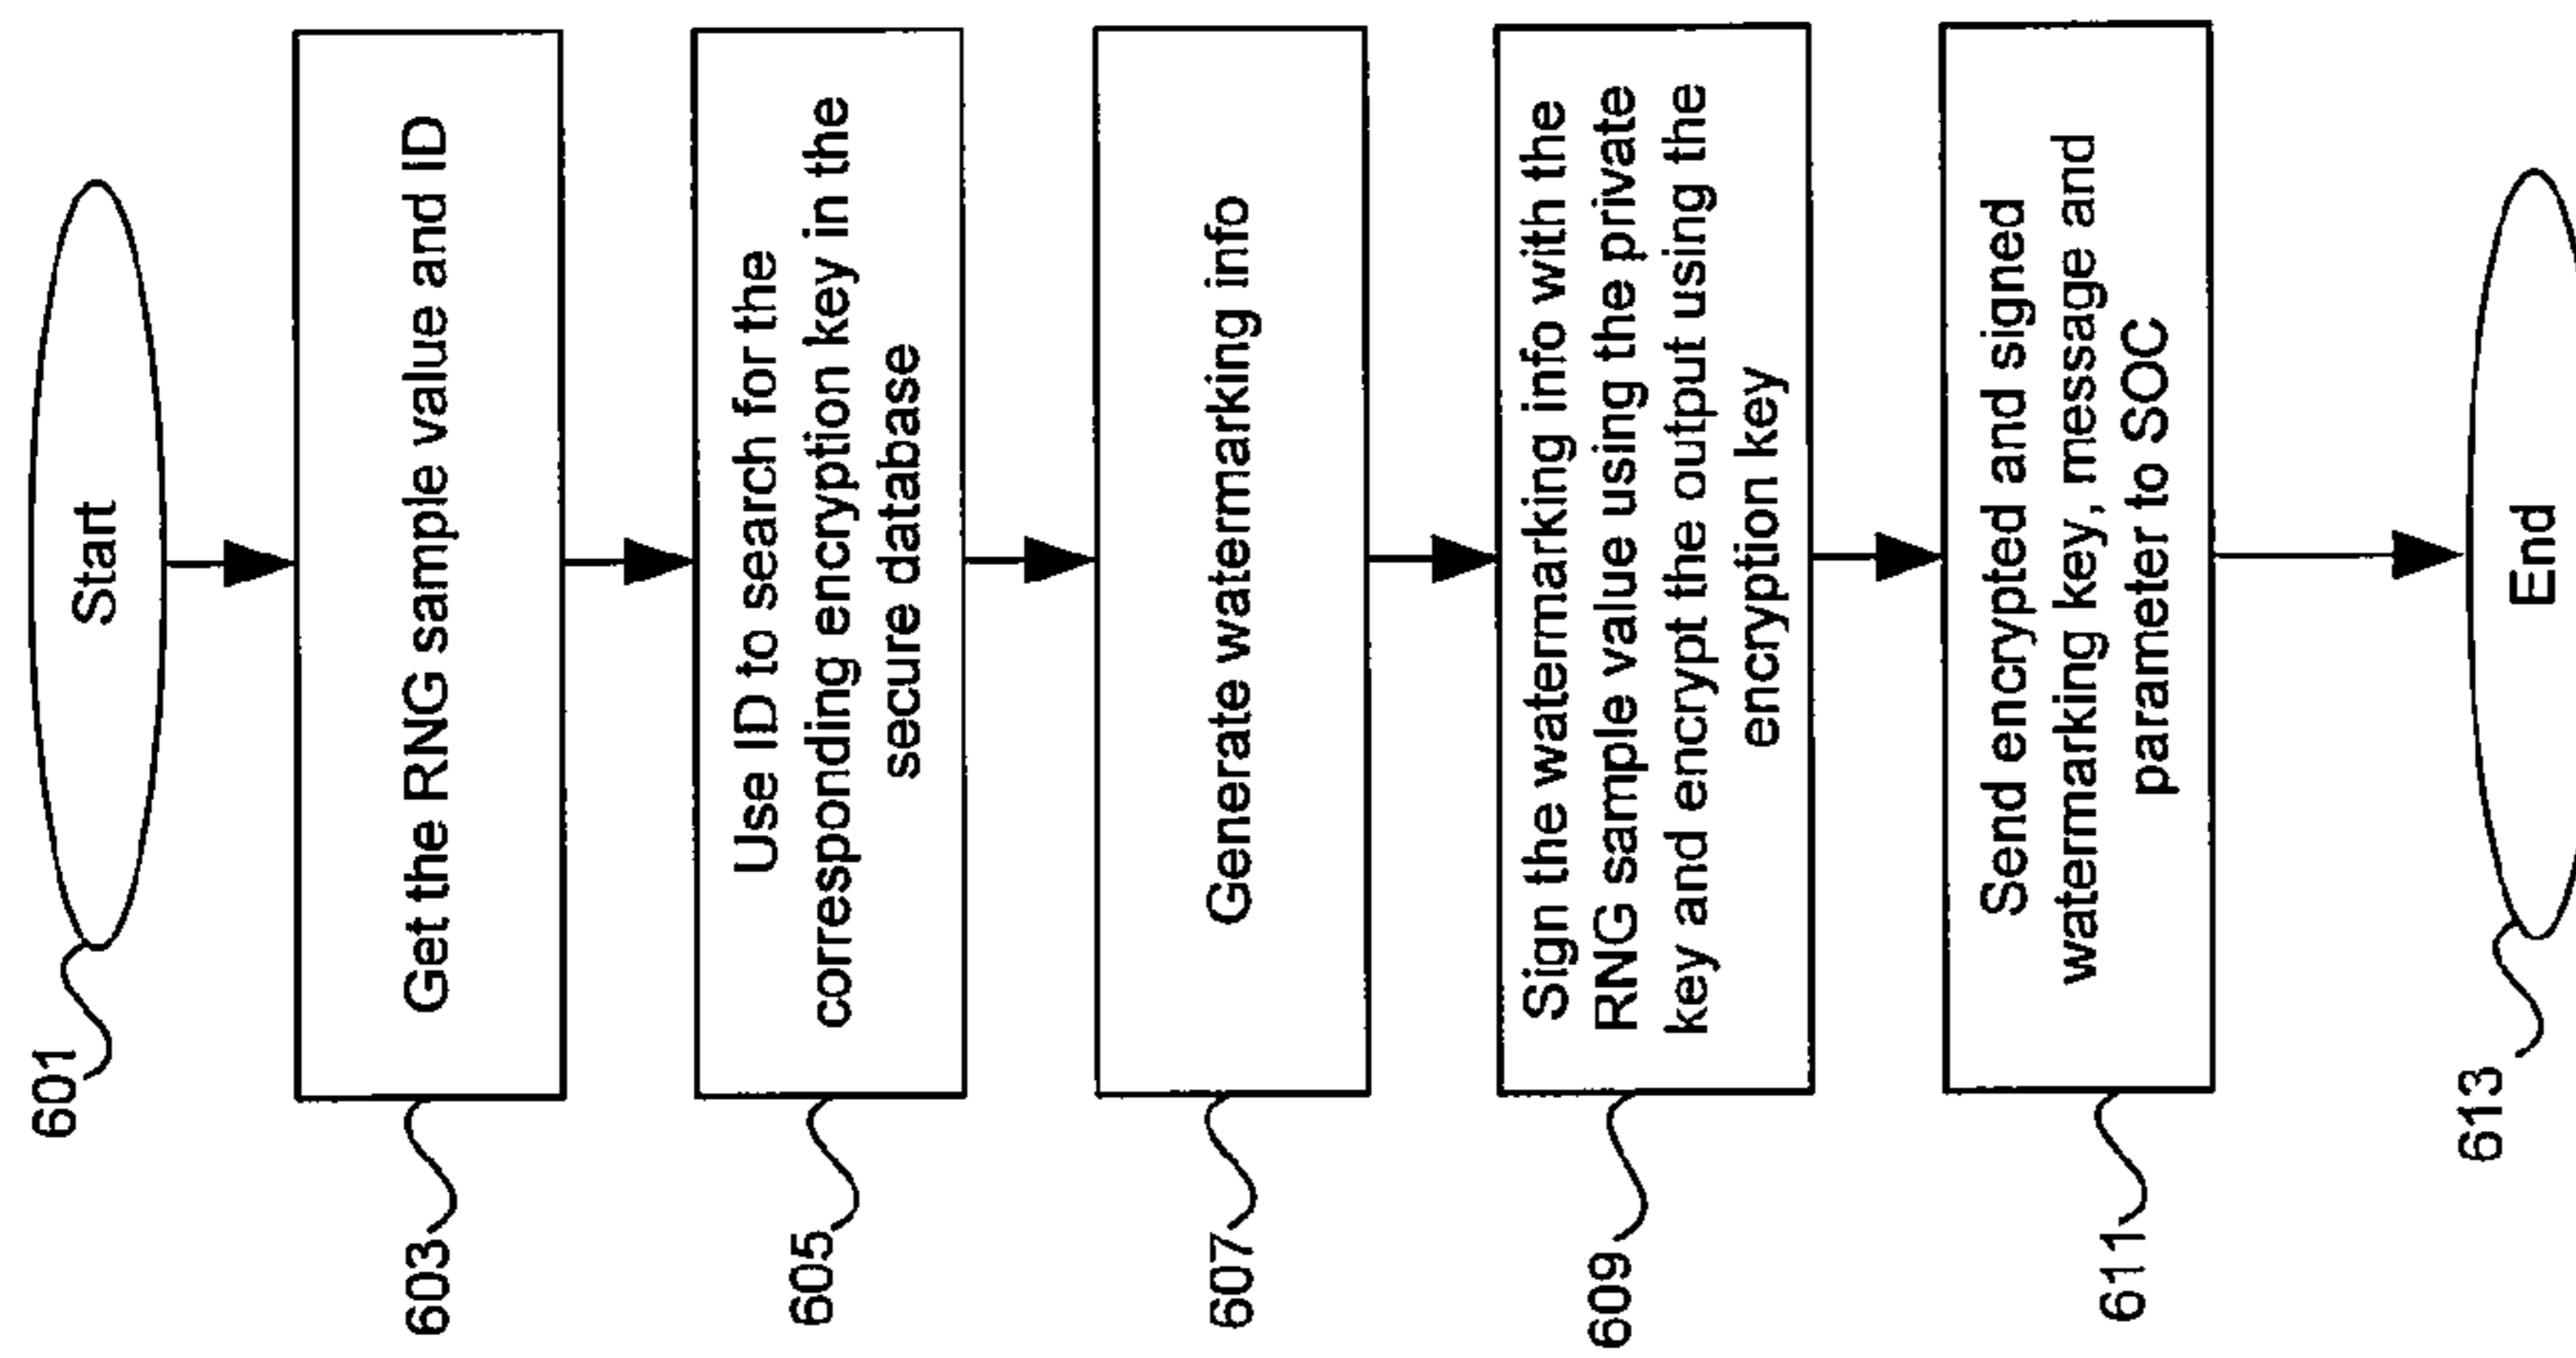 601
Start
603
Get the RNG sample value and ID
605
Use ID to search for the
corresponding encryption key in the
secure database
607
Generate watermarking info
609
Sign the watermarking info with the
RNG sample value using the private
key and encrypt the output using the
encryption key
611
Send encrypted and signed
watermarking key, message and
parameter to SOC
613
End